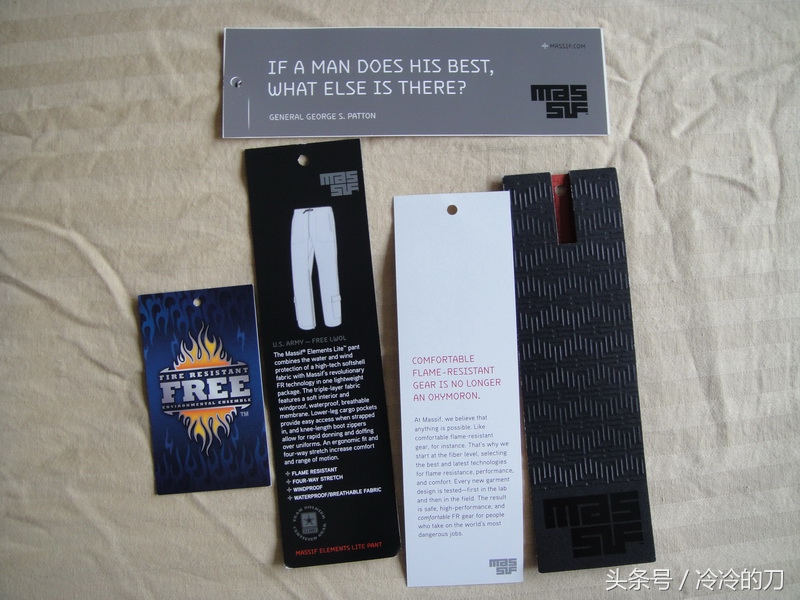 MASSIF.COM
IF A MAN DOES HIS BEST,
WHAT ELSE IS THERE?
GENERAL GEORGE S. PATTON
mas
sif
mas
sif
U.S. ARMY — FREE LWOL
The Massif® Elements Lite™ pant
combines the water and wind
protection of a high-tech softshell
fabric with Massif's revolutionary
FR technology in one lightweight
package. The triple-layer fabric
features a soft interior and
windproof, waterproof, breathable
membrane. Lower-leg cargo pockets
provide easy access when strapped
in, and knee-length boot zippers
allow for rapid donning and doffing
over uniforms. An ergonomic fit and
four-way stretch increase comfort
and range of motion.
FLAME RESISTANT
FOUR-WAY STRETCH
WINDPROOF
WATERPROOF/BREATHABLE FABRIC
MASSIF ELEMENTS LITE PANT
FIRE RESISTANT
FREE
ENVIRONMENTAL ENSEMBLE
TM
COMFORTABLE
FLAME-RESISTANT
GEAR IS NO LONGER
AN OXYMORON.
At Massif, we believe that
anything is possible. Like
comfortable flame-resistant
gear, for instance. That's why we
start at the fiber level, selecting
the best and latest technologies
for flame resistance, performance,
and comfort. Every new garment
design is tested—first in the lab
and then in the field. The result
is safe, high-performance, and
comfortable FR gear for people
who take on the world's most
dangerous jobs.
mas
sif
mas
sif
头条号 / 冷冷的刀